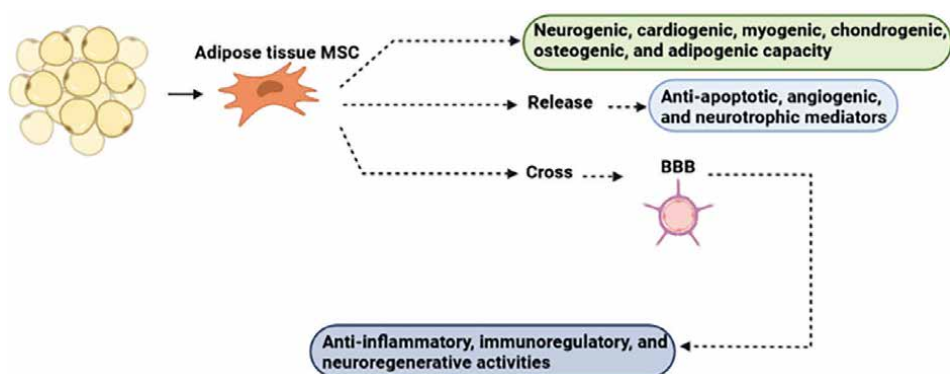 Adipose tissue MSC
Neurogenic, cardiogenic, myogenic, chondrogenic,
osteogenic, and adipogenic capacity
Release
Anti-apoptotic, angiogenic,
and neurotrophic mediators
Cross
BBB
Anti-inflammatory, immunoregulatory, and
neuroregenerative activities